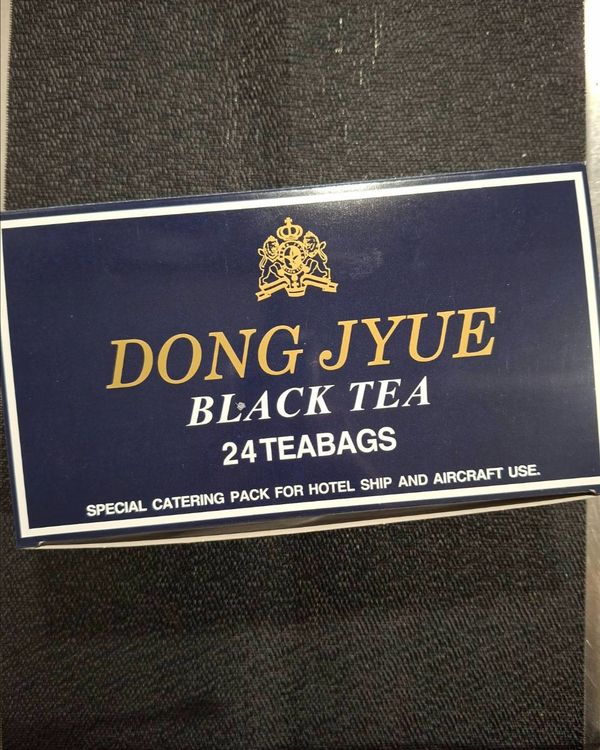 DONG JYUE
BLACK TEA
24TEABAGS
SPECIAL CATERING PACK FOR HOTEL SHIP AND AIRCRAFT USE.